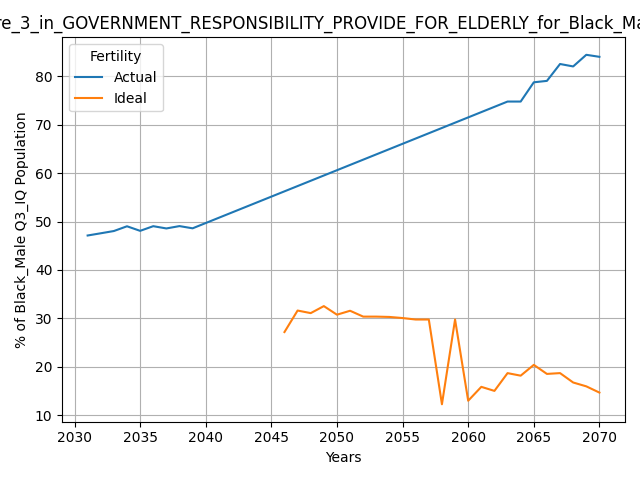 re_3_in_GOVERNMENT_RESPONSIBILITY_PROVIDE_FOR_ELDERLY_for_Black_Ma
Fertility
Actual
Ideal
80
70
60
50
40
30
20
10
% of Black_Male Q3_IQ Population
2030
2035
2040
2045
2050
2055
2060
2065
2070
Years